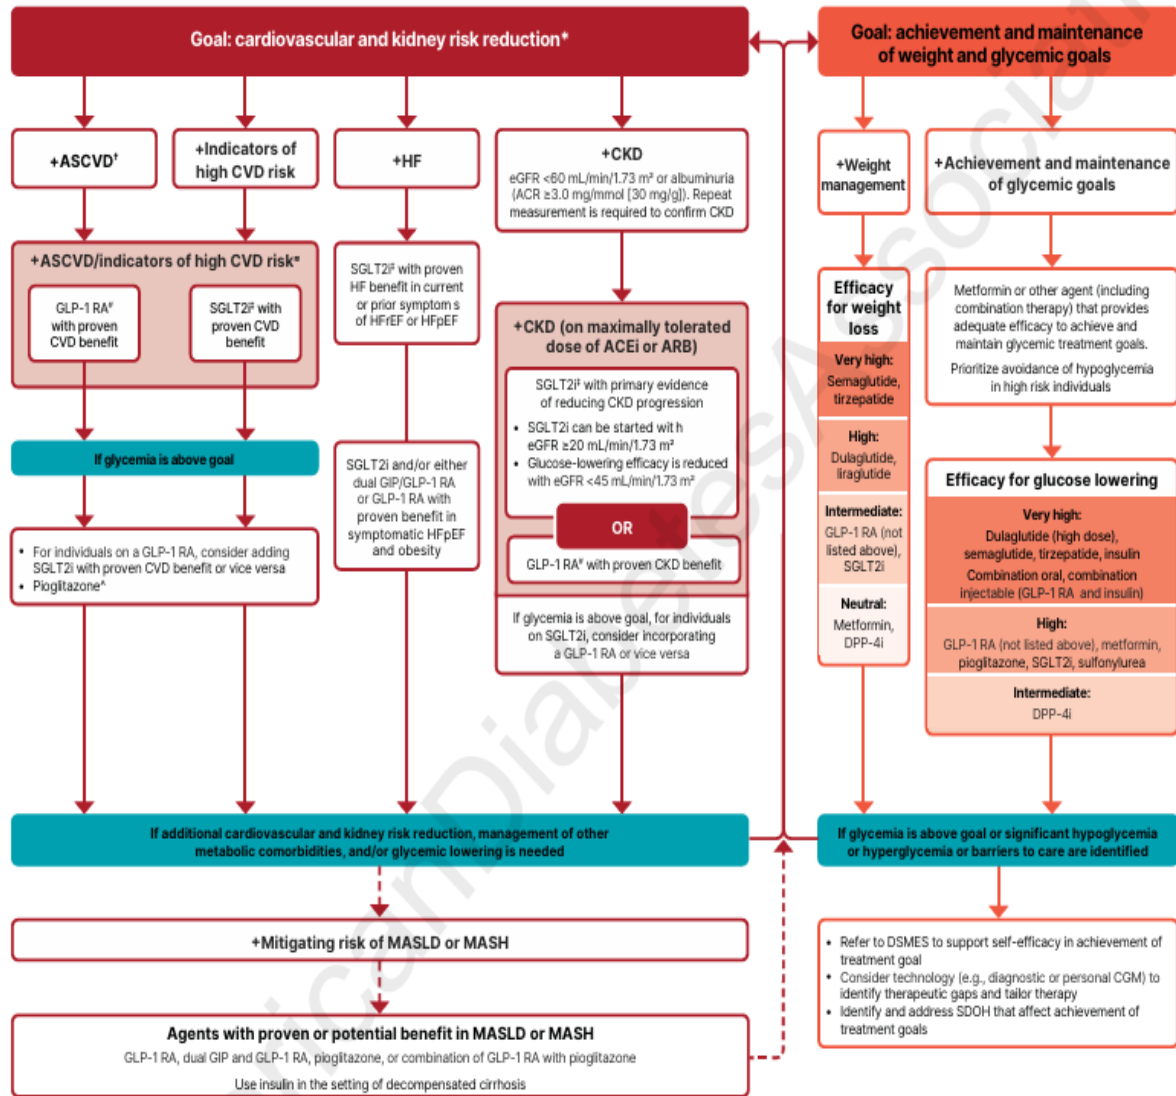 Goal: cardiovascular and kidney risk reduction*
Goal: achievement and maintenance
of weight and glycemic goals
+ASCVD†
+Indicators of
high CVD risk
+HF
+CKD
eGFR <60 mL/min/1.73 m² or albuminuria
(ACR ≥3.0 mg/mmol [30 mg/g]). Repeat
measurement is required to confirm CKD
+Weight
management
+Achievement and maintenance
of glycemic goals
+ASCVD/indicators of high CVD risk*
GLP-1 RA#
with proven
CVD benefit
SGLT2i‡ with
proven CVD
benefit
SGLT2i‡ with proven
HF benefit in current
or prior symptoms
of HFrEF or HFpEF
+CKD (on maximally tolerated
dose of ACEi or ARB)
SGLT2i‡ with primary evidence
of reducing CKD progression
• SGLT2i can be started with
eGFR ≥20 mL/min/1.73 m²
• Glucose-lowering efficacy is reduced
with eGFR <45 mL/min/1.73 m²
OR
GLP-1 RA# with proven CKD benefit
If glycemia is above goal, for individuals
on SGLT2i, consider incorporating
a GLP-1 RA or vice versa
If glycemia is above goal
• For individuals on a GLP-1 RA, consider adding
SGLT2i with proven CVD benefit or vice versa
• Pioglitazone^
SGLT2i and/or either
dual GIP/GLP-1 RA
or GLP-1 RA with
proven benefit in
symptomatic HFpEF
and obesity
Efficacy
for weight
loss
Very high:
Semaglutide,
tirzepatide
High:
Dulaglutide,
liraglutide
Intermediate:
GLP-1 RA (not
listed above),
SGLT2i
Neutral:
Metformin,
DPP-4i
Metformin or other agent (including
combination therapy) that provides
adequate efficacy to achieve and
maintain glycemic treatment goals.
Prioritize avoidance of hypoglycemia
in high risk individuals
Efficacy for glucose lowering
Very high:
Dulaglutide (high dose),
semaglutide, tirzepatide, insulin
Combination oral, combination
injectable (GLP-1 RA and insulin)
High:
GLP-1 RA (not listed above), metformin,
pioglitazone, SGLT2i, sulfonylurea
Intermediate:
DPP-4i
If additional cardiovascular and kidney risk reduction, management of other
metabolic comorbidities, and/or glycemic lowering is needed
If glycemia is above goal or significant hypoglycemia
or hyperglycemia or barriers to care are identified
+Mitigating risk of MASLD or MASH
Agents with proven or potential benefit in MASLD or MASH
GLP-1 RA, dual GIP and GLP-1 RA, pioglitazone, or combination of GLP-1 RA with pioglitazone
Use insulin in the setting of decompensated cirrhosis
• Refer to DSMES to support self-efficacy in achievement of
treatment goal
• Consider technology (e.g., diagnostic or personal CGM) to
identify therapeutic gaps and tailor therapy
• Identify and address SDOH that affect achievement of
treatment goals
ricanDiabetesAssociati